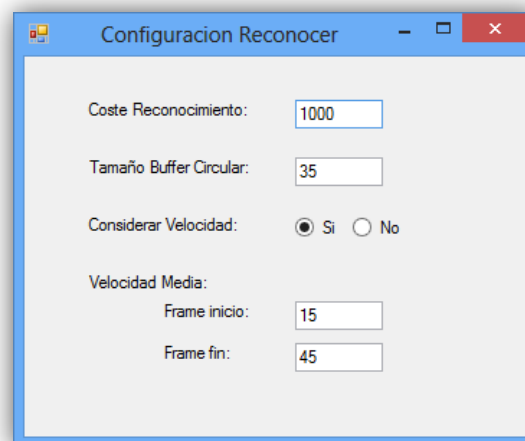 Configuracion Reconocer
Coste Reconocimiento: 1000
Tamaño Buffer Circular: 35
Considerar Velocidad: Si No
Velocidad Media:
Frame inicio: 15
Frame fin: 45